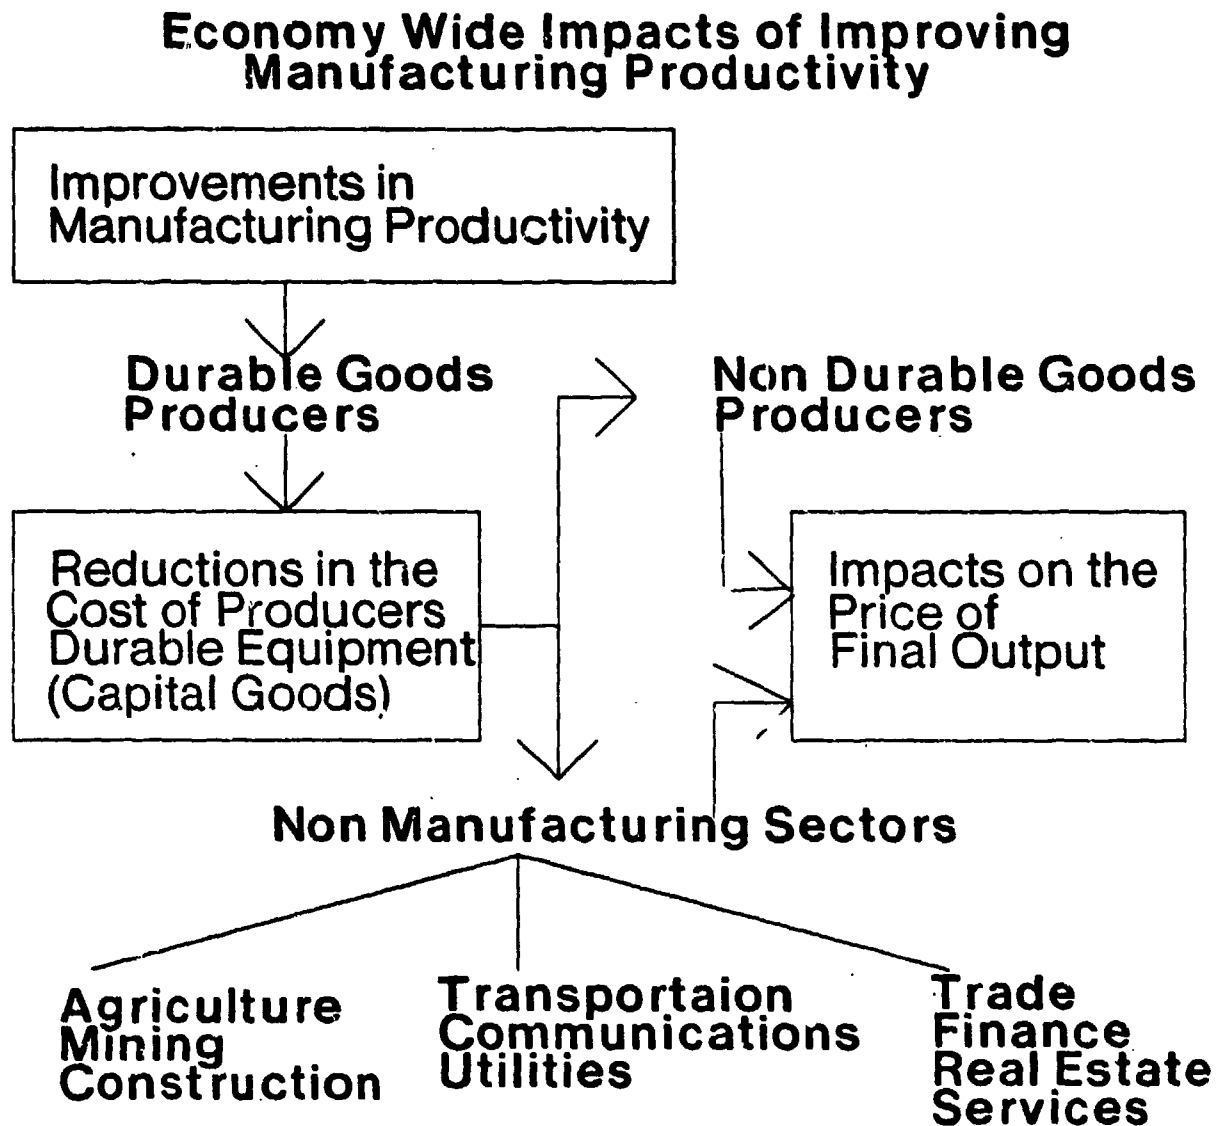 Economy Wide Impacts of Improving
Manufacturing Productivity
Improvements in
Manufacturing Productivity
Durable Goods
Producers
Non Durable Goods
Producers
Reductions in the
Cost of Producers
Durable Equipment
(Capital Goods)
Impacts on the
Price of
Final Output
Non Manufacturing Sectors
Agriculture
Mining
Construction
Transportaion
Communications
Utilities
Trade
Finance
Real Estate
Services